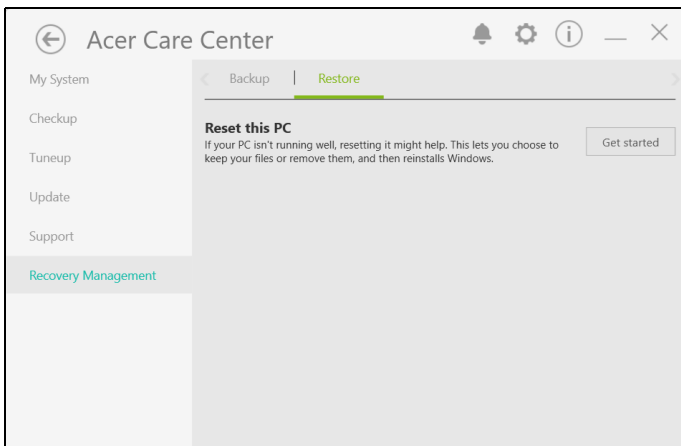 Acer Care Center
My System
Backup | Restore
Checkup
Reset this PC
If your PC isn't running well, resetting it might help. This lets you choose to
keep your files or remove them, and then reinstalls Windows.
Get started
Tuneup
Update
Support
Recovery Management